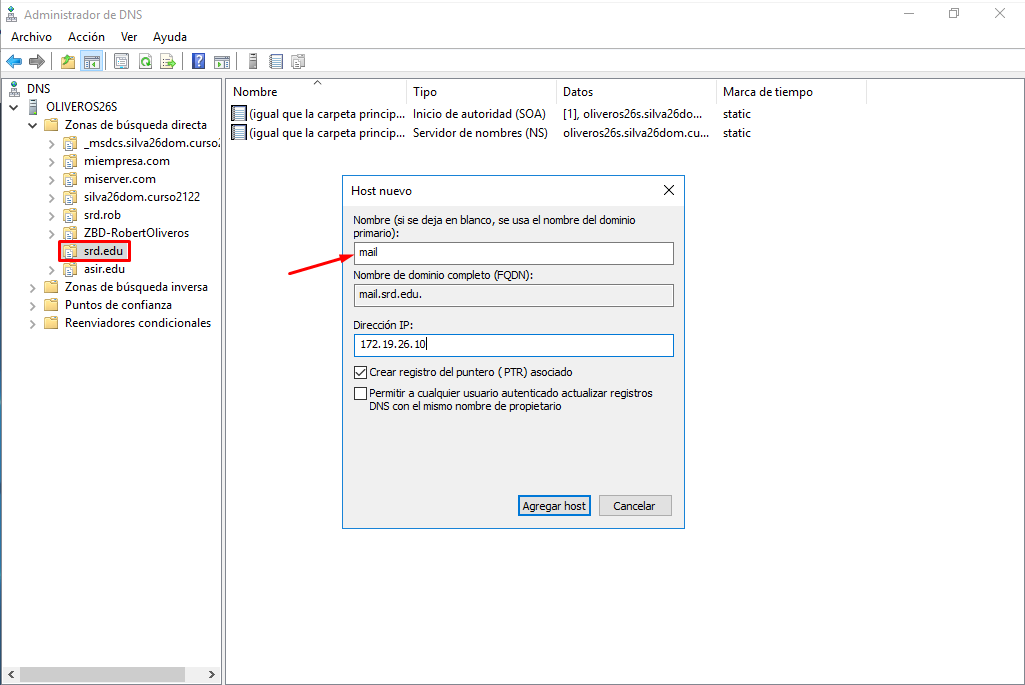 Administrador de DNS
Archivo Acción Ver Ayuda
DNS
OLIVEROS26S
Zonas de búsqueda directa
_msdcs.silva26dom.curso2
miempresa.com
miserver.com
silva26dom.curso2122
srd.rob
ZBD-RobertOliveros
srd.edu
asir.edu
Zonas de búsqueda inversa
Puntos de confianza
Reenviadores condicionales
Nombre Tipo Datos Marca de tiempo
(igual que la carpeta princip... Inicio de autoridad (SOA) [1], oliveros26s.silva26do... static
(igual que la carpeta princip... Servidor de nombres (NS) oliveros26s.silva26dom.cu... static
Host nuevo
Nombre (si se deja en blanco, se usa el nombre del dominio
primario):
mail
Nombre de dominio completo (FQDN):
mail.srd.edu.
Dirección IP:
172.19.26.10
Crear registro del puntero (PTR) asociado
Permitir a cualquier usuario autenticado actualizar registros
DNS con el mismo nombre de propietario
Agregar host Cancelar